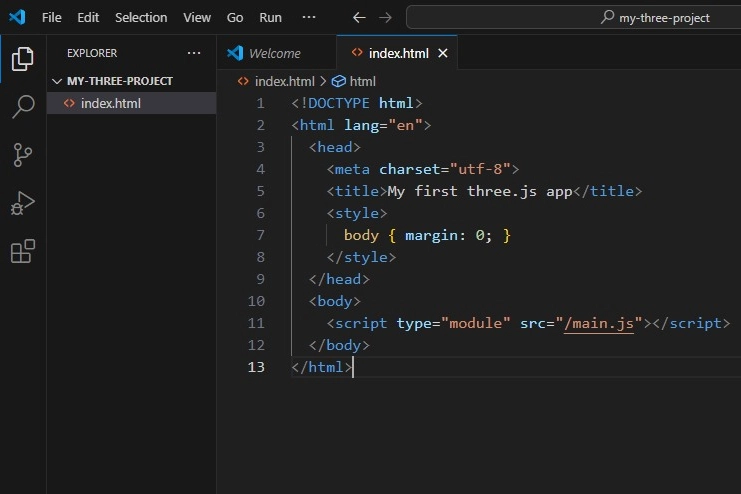 File Edit Selection View Go Run ··· my-three-project
EXPLORER ···
MY-THREE-PROJECT
index.html
Welcome index.html
index.html > html
1 <!DOCTYPE html>
2 <html lang="en">
3 <head>
4 <meta charset="utf-8">
5 <title>My first three.js app</title>
6 <style>
7 body { margin: 0; }
8 </style>
9 </head>
10 <body>
11 <script type="module" src="/main.js"></script>
12 </body>
13 </html>